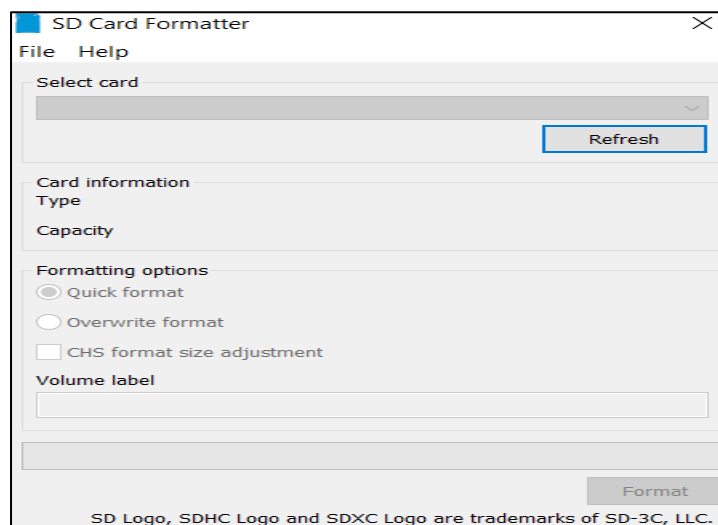 SD Card Formatter
File Help
Select card
Refresh
Card information
Type
Capacity
Formatting options
Quick format
Overwrite format
CHS format size adjustment
Volume label
Format
SD Logo, SDHC Logo and SDXC Logo are trademarks of SD-3C, LLC.